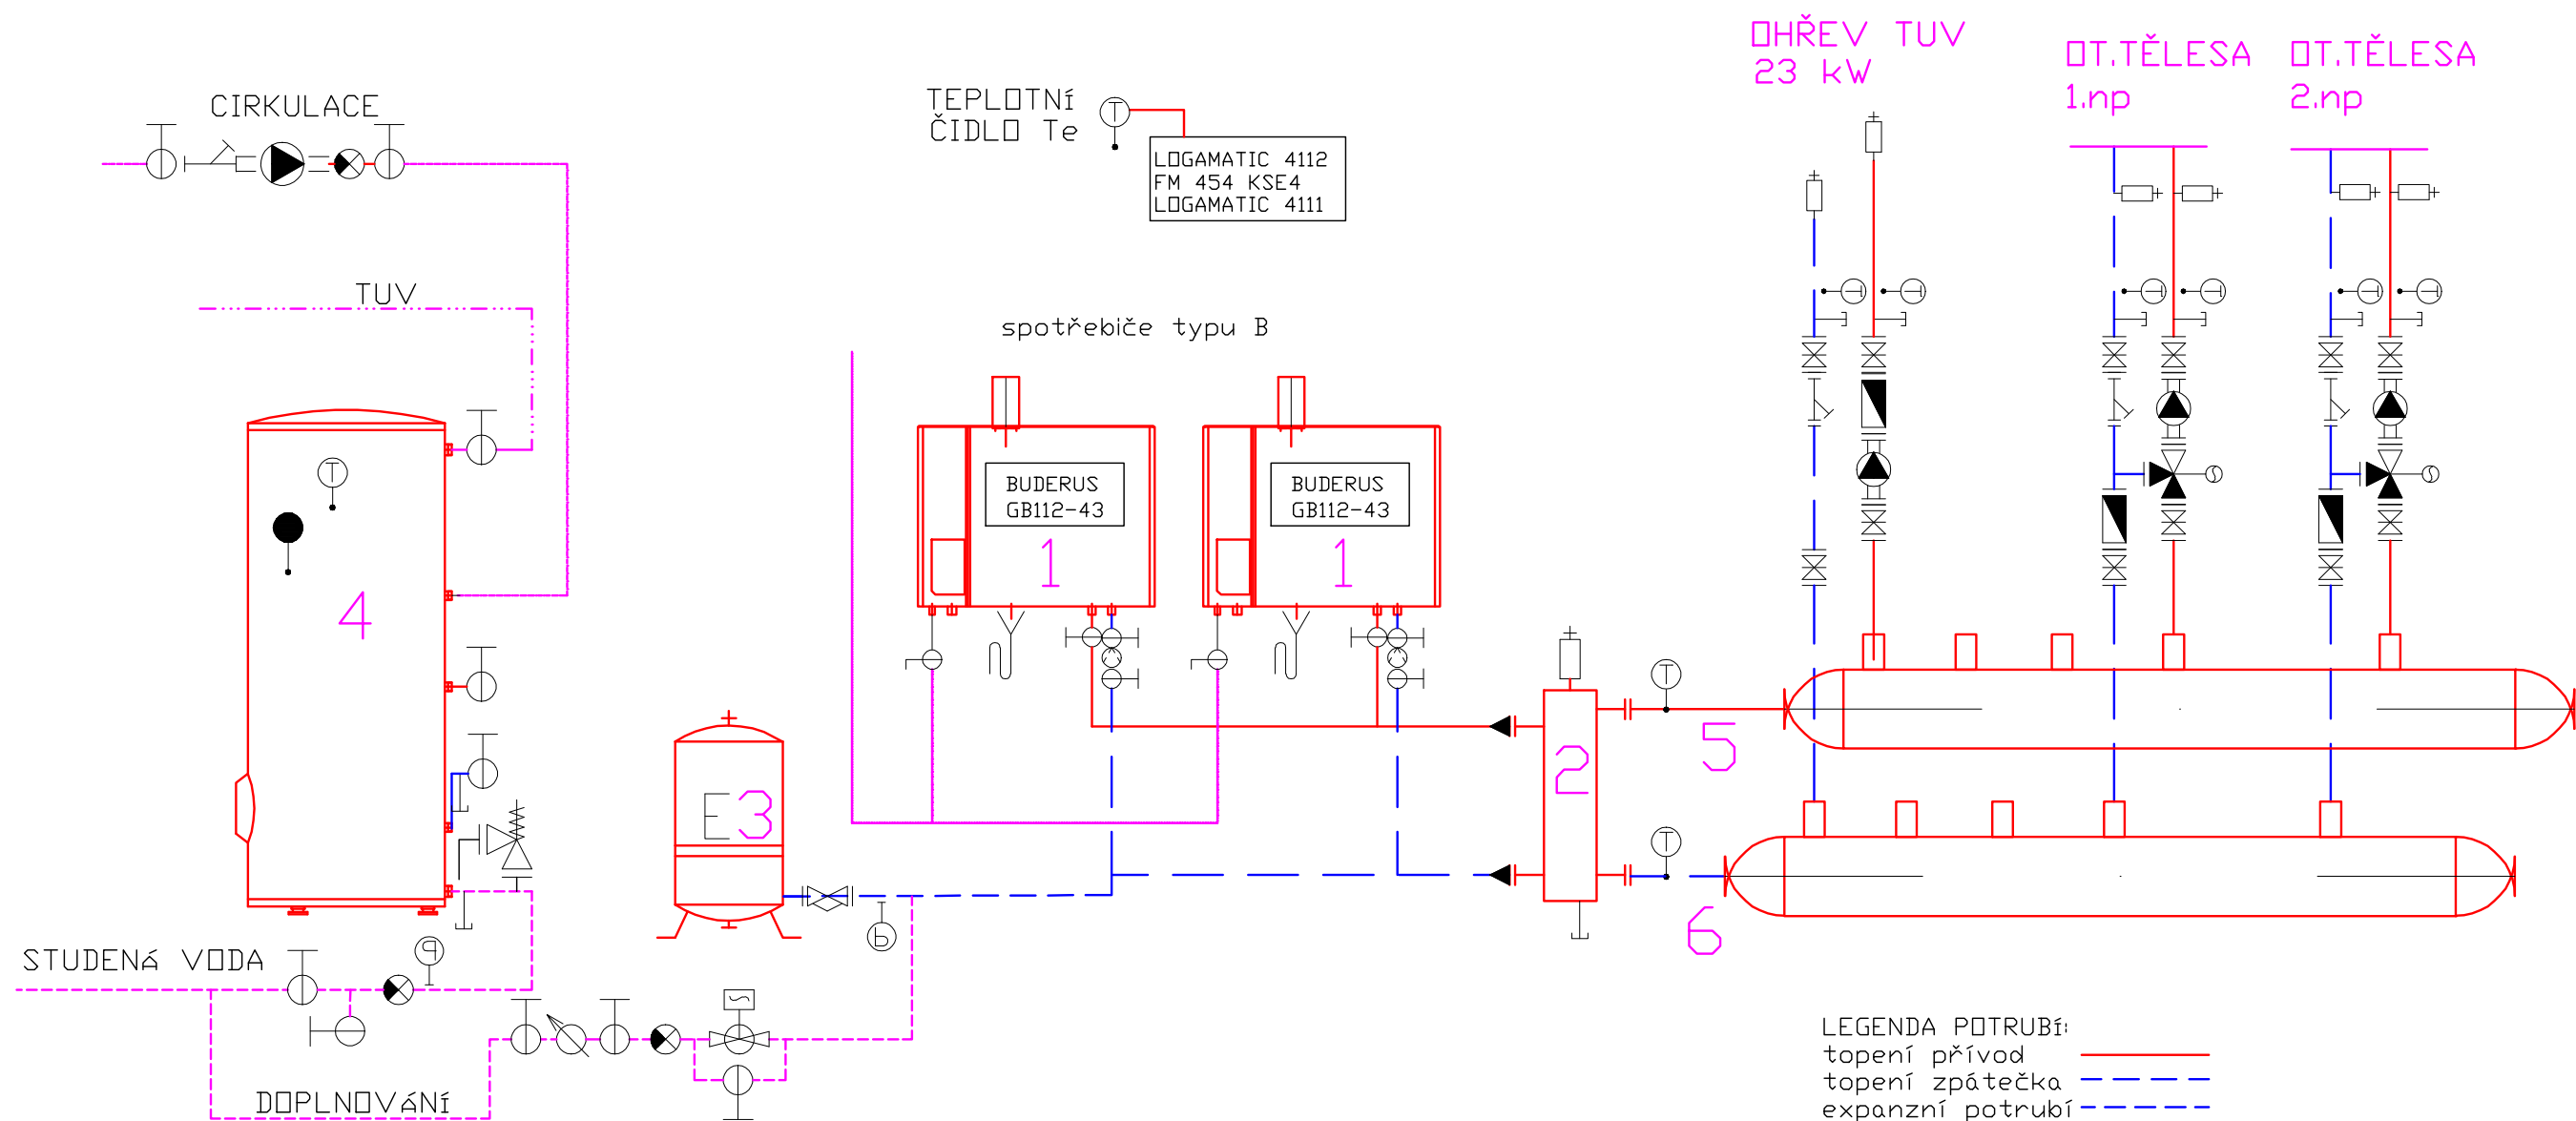 OHŘEV TUV
23 kW
OT.TĚLESA
1.np
OT.TĚLESA
2.np
CIRKULACE
TEPLOTNÍ
ČIDLO Te
T
LOGAMATIC 4112
FM 454 KSE4
LOGAMATIC 4111
TUV
spotřebiče typu B
T
BUDERUS
GB112-43
1
BUDERUS
GB112-43
1
4
T
T
T
T
T
T
T
2
5
E3
T
6
p
p
STUDENÁ VODA
DOPLNOVÁNÍ
LEGENDA POTRUBÍ:
topení přívod
topení zpátečka
expanzní potrubí